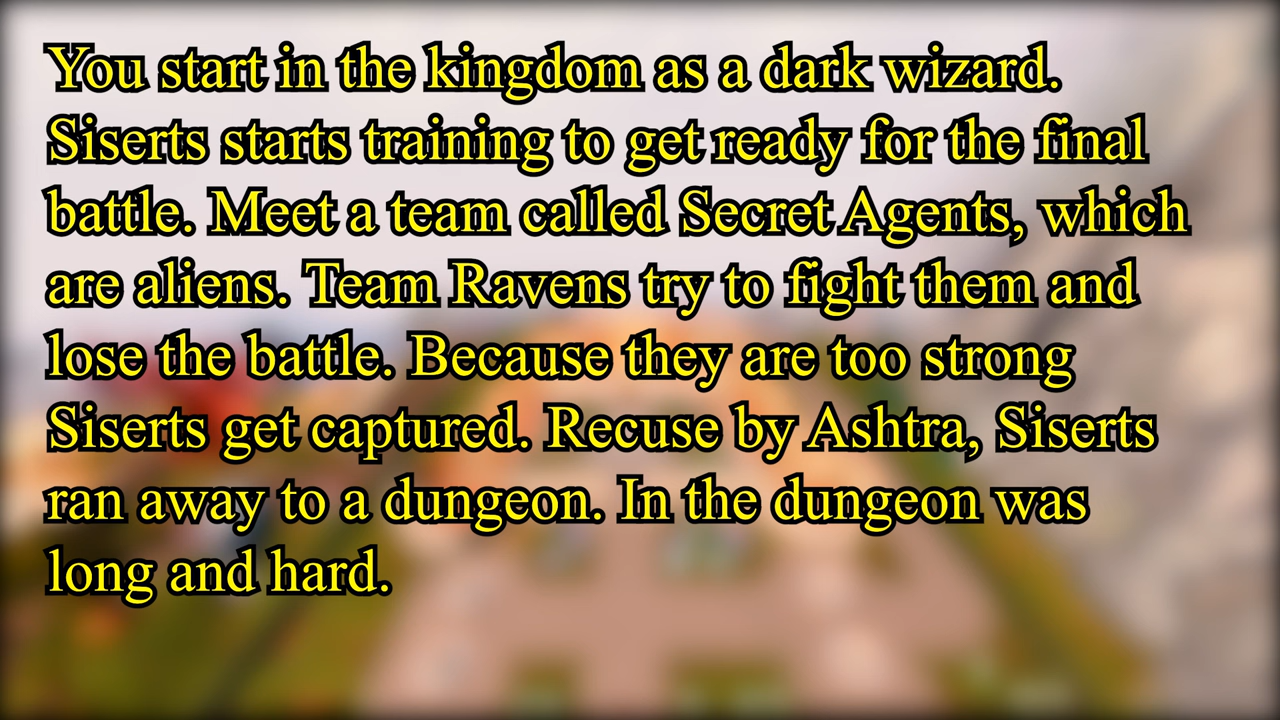 You start in the kingdom as a dark wizard.
Siserts starts training to get ready for the final
battle. Meet a team called Secret Agents, which
are aliens. Team Ravens try to fight them and
lose the battle. Because they are too strong
Siserts get captured. Recuse by Ashtra, Siserts
ran away to a dungeon. In the dungeon was
long and hard.